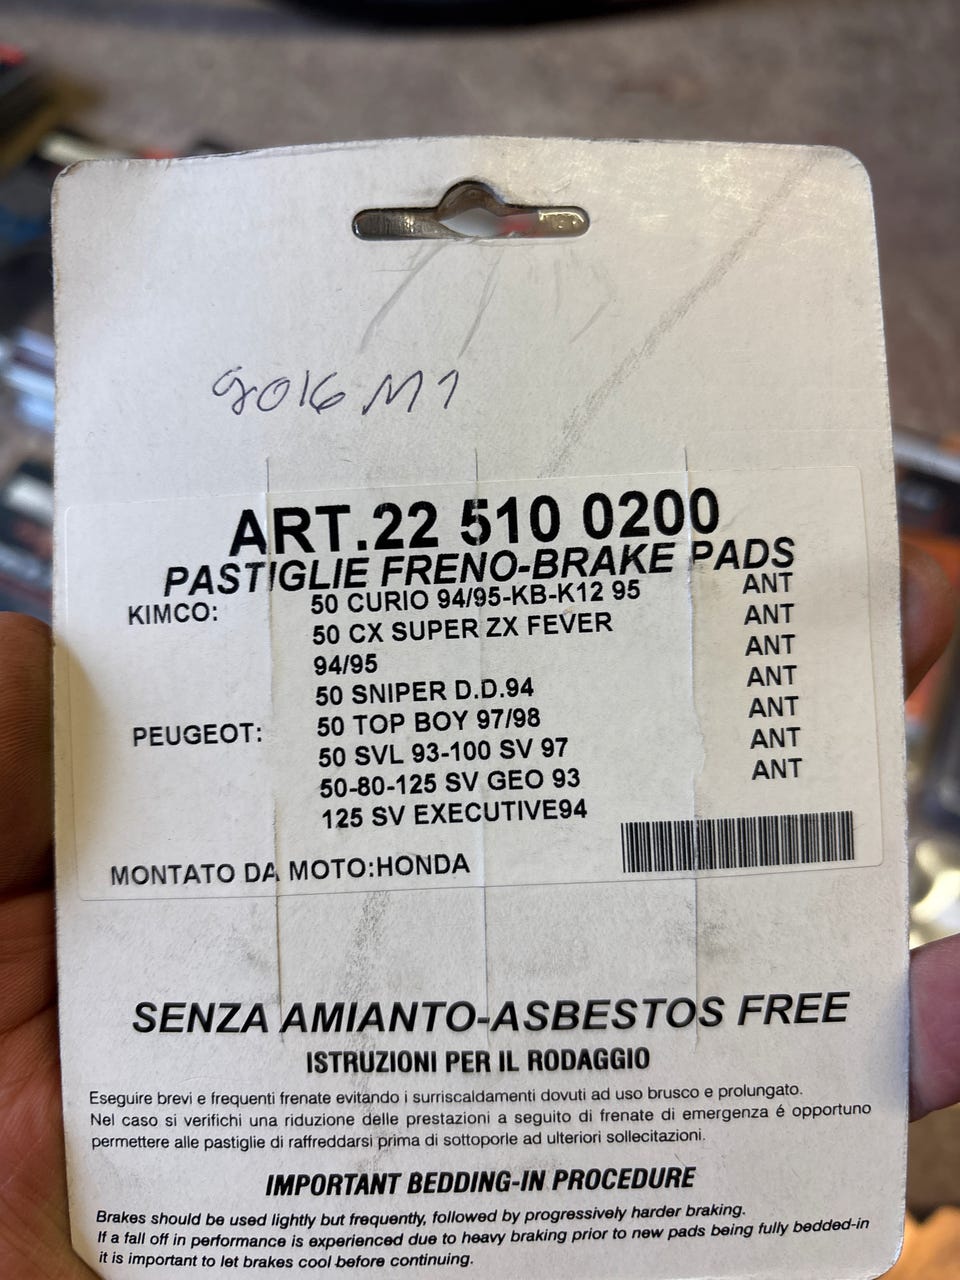 9016 M1
ART.22 510 0200
PASTIGLIE FRENO-BRAKE PADS
KIMCO: 50 CURIO 94/95-KB-K12 95 ANT
50 CX SUPER ZX FEVER ANT
94/95 ANT
50 SNIPER D.D.94 ANT
PEUGEOT: 50 TOP BOY 97/98 ANT
50 SVL 93-100 SV 97 ANT
50-80-125 SV GEO 93 ANT
125 SV EXECUTIVE94
MONTATO DA MOTO:HONDA
SENZA AMIANTO-ASBESTOS FREE
ISTRUZIONI PER IL RODAGGIO
Eseguire brevi e frequenti frenate evitando i surriscaldamenti dovuti ad uso brusco e prolungato.
Nel caso si verifichi una riduzione delle prestazioni a seguito di frenate di emergenza é opportuno
permettere alle pastiglie di raffreddarsi prima di sottoporle ad ulteriori sollecitazioni.
IMPORTANT BEDDING-IN PROCEDURE
Brakes should be used lightly but frequently, followed by progressively harder braking.
If a fall off in performance is experienced due to heavy braking prior to new pads being fully bedded-in
it is important to let brakes cool before continuing.